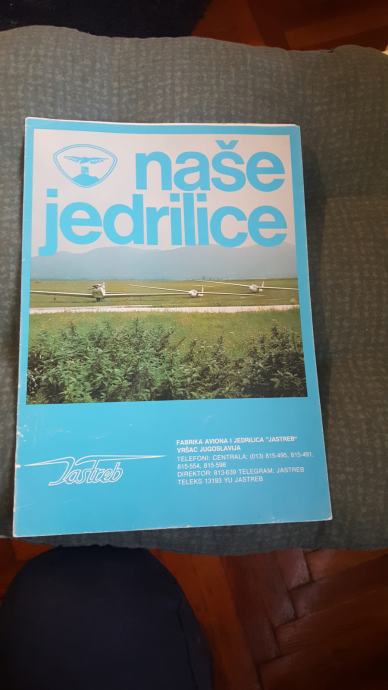 naše
jedrilice
FABRIKA AVIONA I JEDRILICA "JASTREB"
VRŠAC JUGOSLAVIJA
TELEFONI: CENTRALA: (013) 815-495, 815-491,
815-554, 815-596
DIREKTOR: 813-639 TELEGRAM: JASTREB
TELEKS 13193 YU JASTREB
Jastreb